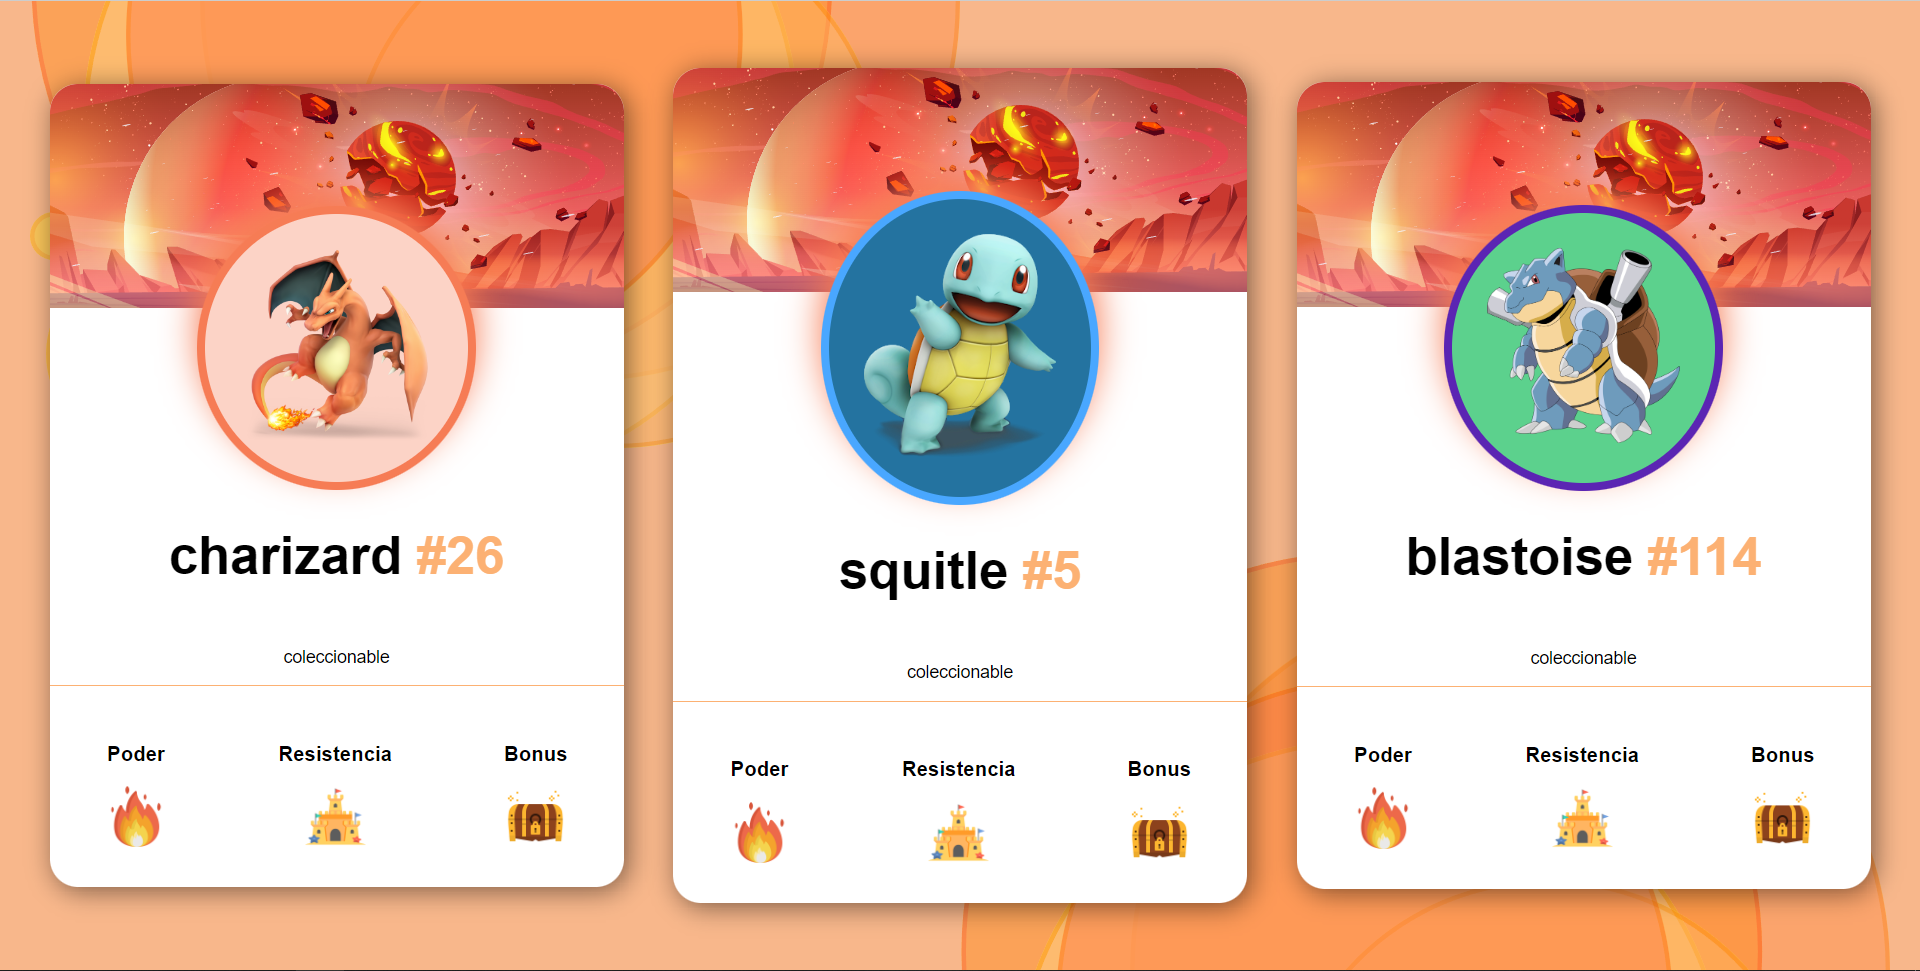 charizard #26
coleccionable
Poder Resistencia Bonus
squitle #5
coleccionable
Poder Resistencia Bonus
blastoise #114
coleccionable
Poder Resistencia Bonus